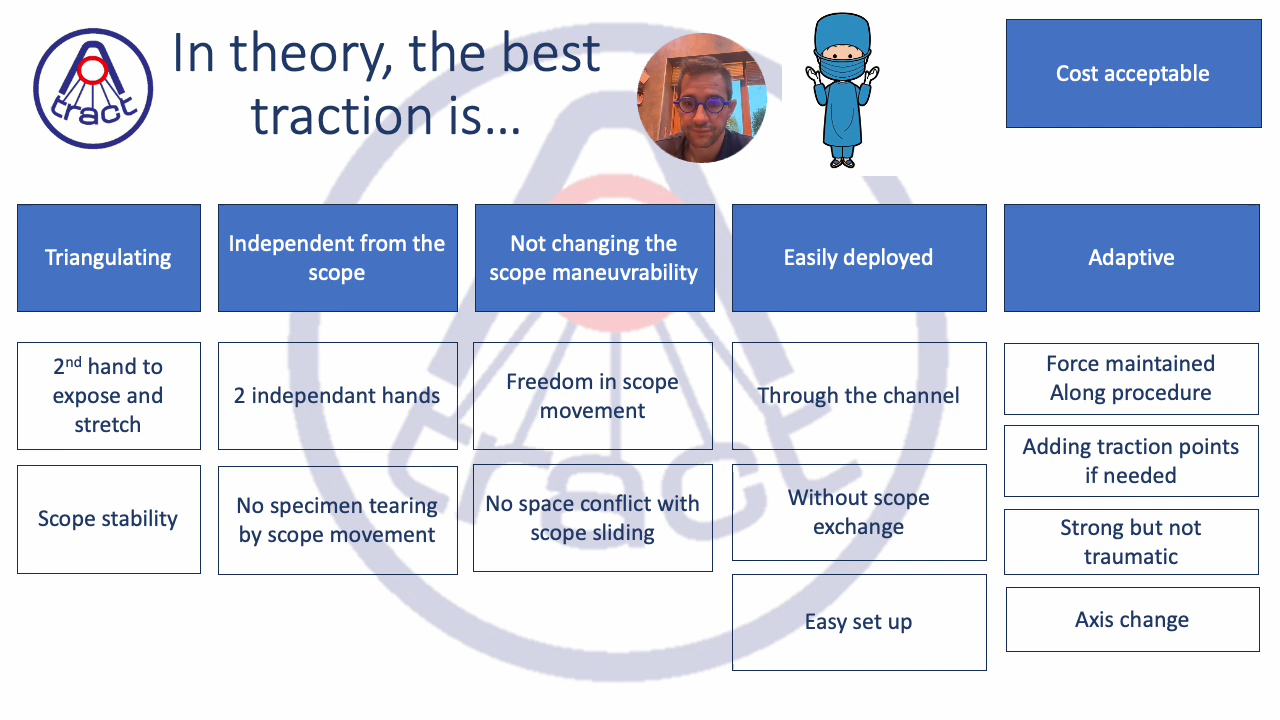 A
tract
In theory, the best
traction is...
Cost acceptable
Triangulating
Independent from the
scope
Not changing the
scope maneuvrability
Easily deployed
Adaptive
2nd hand to
expose and
stretch
Scope stability
2 independant hands
No specimen tearing
by scope movement
Freedom in scope
movement
No space conflict with
scope sliding
Through the channel
Without scope
exchange
Easy set up
Force maintained
Along procedure
Adding traction points
if needed
Strong but not
traumatic
Axis change
A
tract